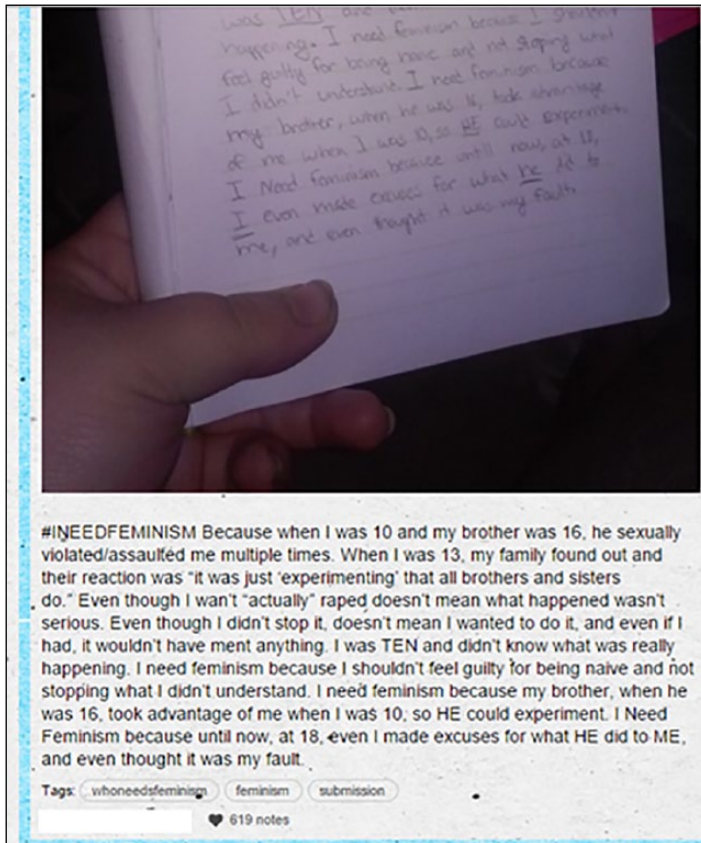 was TEN and
happening. I need feminism because I shouldn't
feel guilty for being naive and not stoping what
I didn't understand. I need feminism because
my brother, when he was 16, took advantage
of me when I was 10, so HE could experiment.
I Need feminism because until now, at 18,
I even made excuses for what he did to
me, and even thought it was my fault.
#INEEDFEMINISM Because when I was 10 and my brother was 16, he sexually
violated/assaulted me multiple times. When I was 13, my family found out and
their reaction was “it was just ‘experimenting’ that all brothers and sisters
do.” Even though I wan’t “actually” raped doesn’t mean what happened wasn’t
serious. Even though I didn’t stop it, doesn’t mean I wanted to do it, and even if I
had, it wouldn’t have ment anything. I was TEN and didn’t know what was really
happening. I need feminism because I shouldn’t feel guilty for being naive and not
stopping what I didn’t understand. I need feminism because my brother, when he
was 16, took advantage of me when I was 10, so HE could experiment. I Need
Feminism because until now, at 18, even I made excuses for what HE did to ME,
and even thought it was my fault.
Tags: whoneedsfeminism feminism submission
619 notes